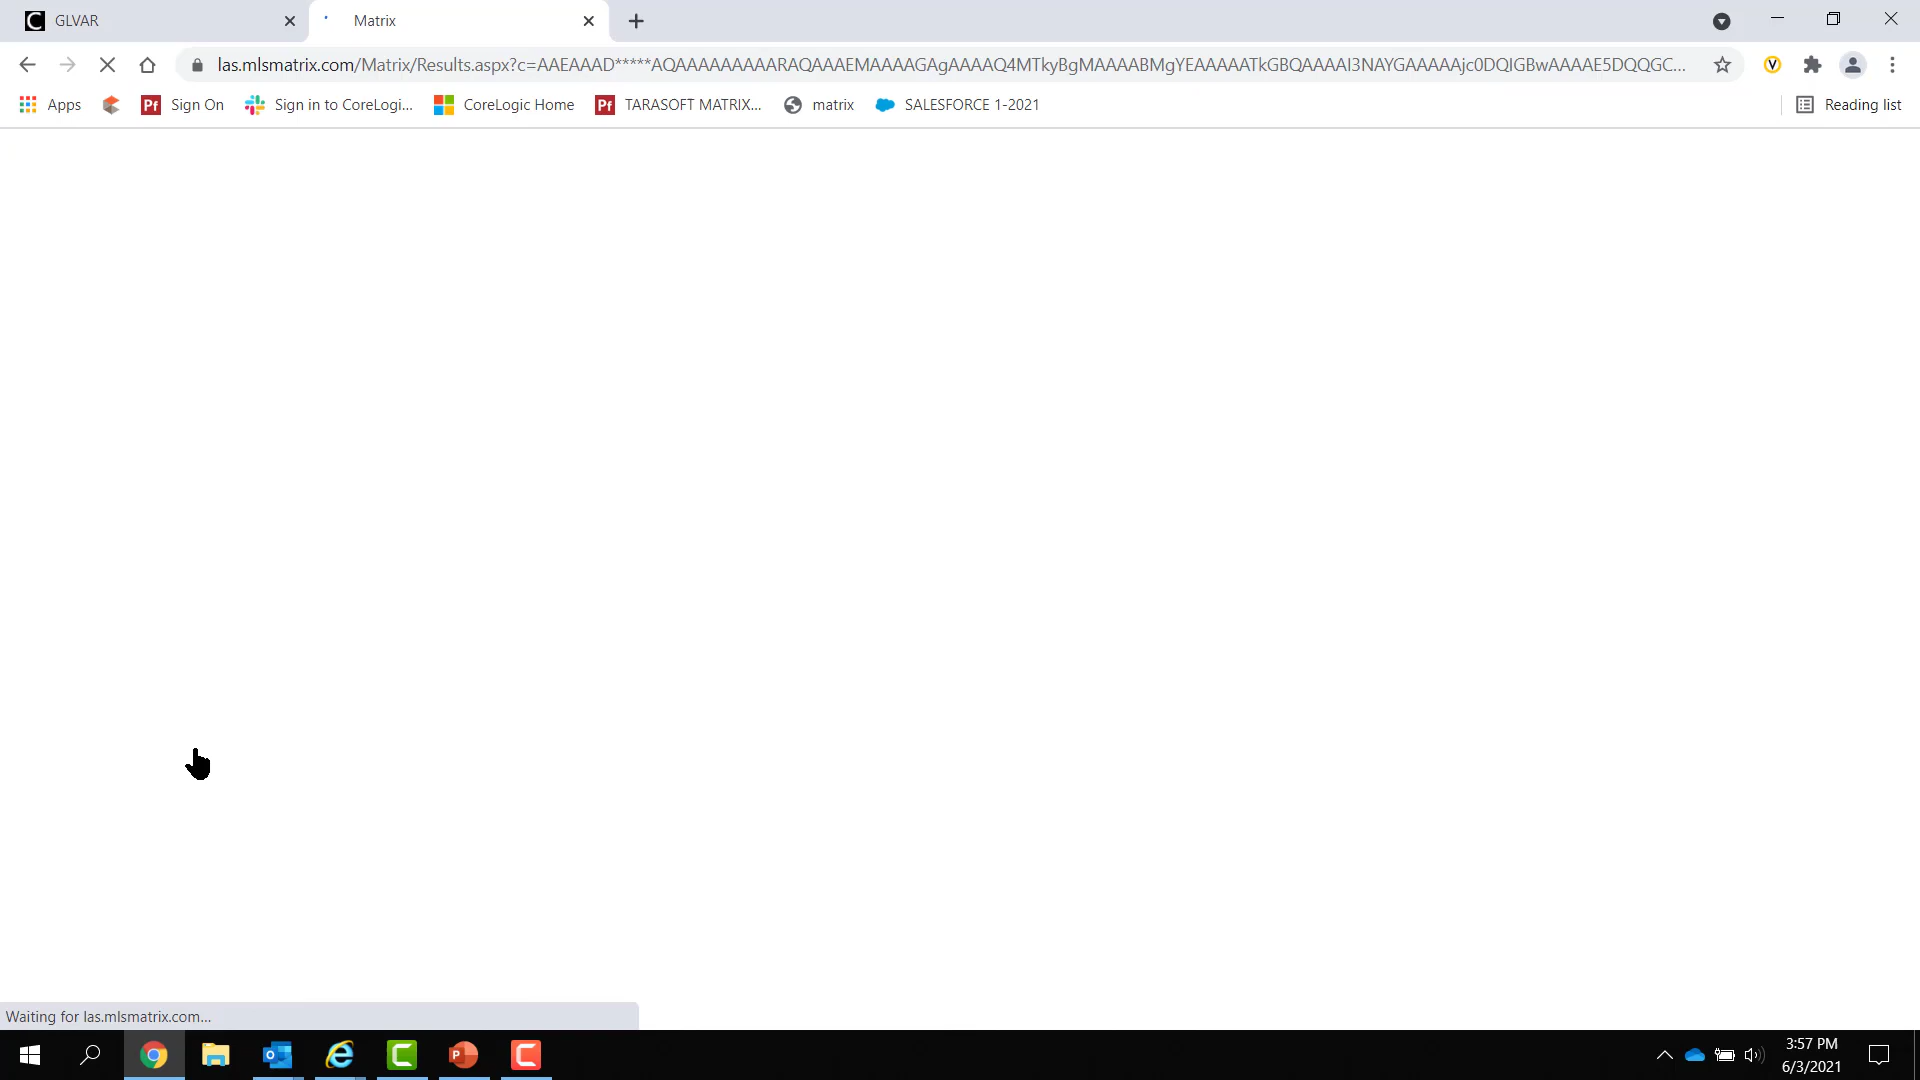 GLVAR
Matrix
las.mlsmatrix.com/Matrix/Results.aspx?c=AAEAAAD*****AQAAAAAAAAARAQAAAEMAAAAGAgAAAAQ4MTkyBgMAAAABMgYEAAAAATkGBQAAAAI3NAYGAAAAAjc0DQIGBwAAAAE5DQQGC...
Apps
Sign On
Sign in to CoreLogi...
CoreLogic Home
TARASOFT MATRIX...
matrix
SALESFORCE 1-2021
Reading list
Waiting for las.mlsmatrix.com...
3:57 PM
6/3/2021